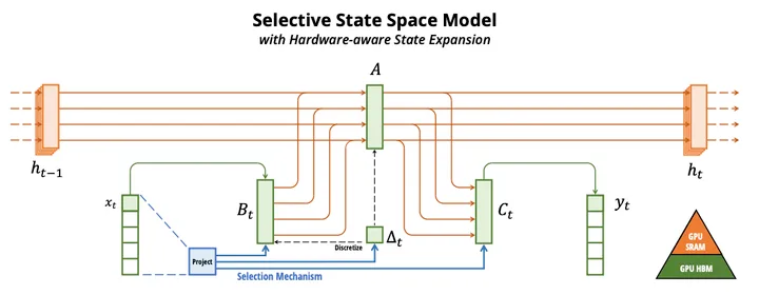 Selective State Space Model
with Hardware-aware State Expansion
A
h_{t-1}
h_t
x_t
B_t
C_t
y_t
Δ_t
Discretize
Project
Selection Mechanism
GPU
SRAM
GPU HBM